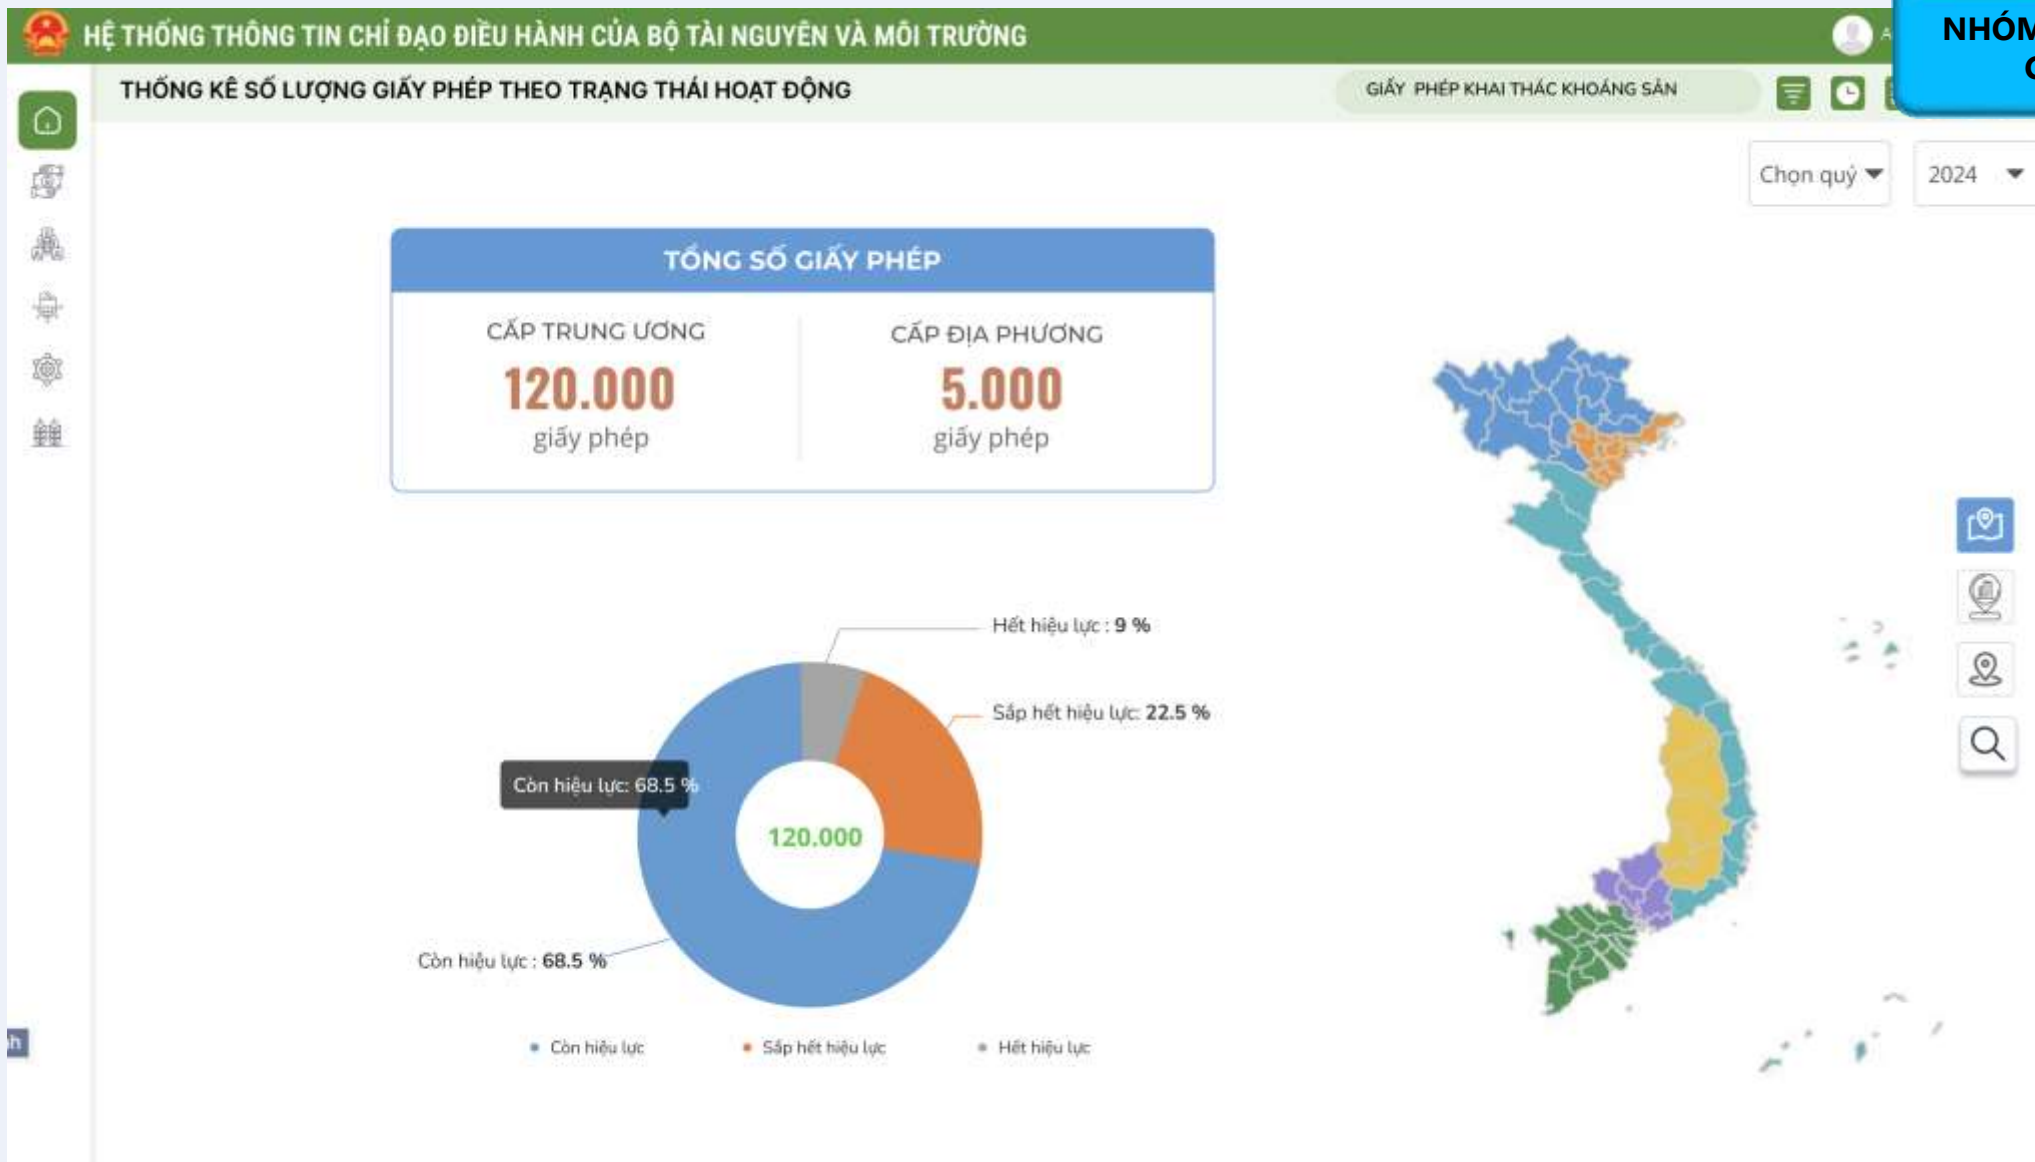 HỆ THỐNG THÔNG TIN CHỈ ĐẠO ĐIỀU HÀNH CỦA BỘ TÀI NGUYÊN VÀ MÔI TRƯỜNG
THỐNG KÊ SỐ LƯỢNG GIẤY PHÉP THEO TRẠNG THÁI HOẠT ĐỘNG
GIẤY PHÉP KHAI THÁC KHOÁNG SẢN
NHÓM
Chọn quý
2024
TỔNG SỐ GIẤY PHÉP
CẤP TRUNG ƯƠNG
120.000
giấy phép
CẤP ĐỊA PHƯƠNG
5.000
giấy phép
Hết hiệu lực : 9 %
Sắp hết hiệu lực: 22.5 %
Còn hiệu lực: 68.5 %
120.000
Còn hiệu lực : 68.5 %
Còn hiệu lực
Sắp hết hiệu lực
Hết hiệu lực